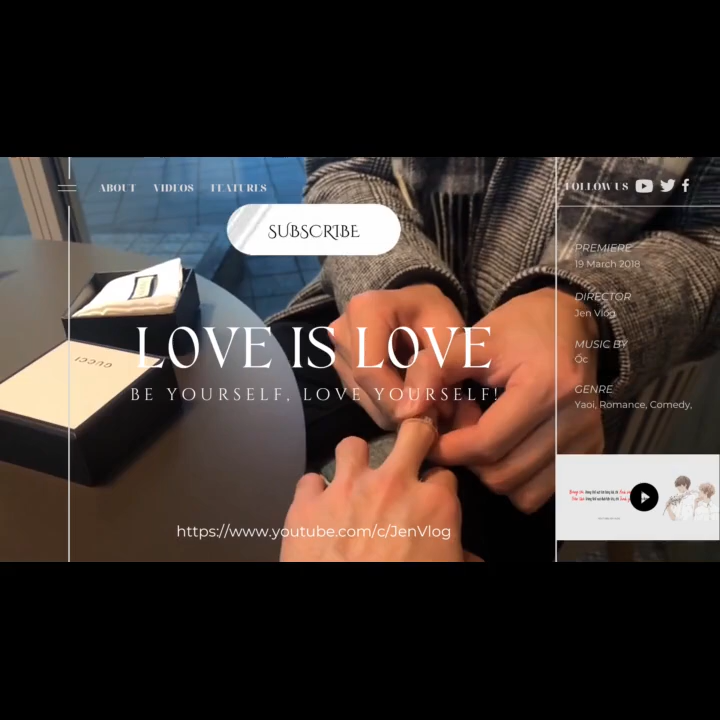 ABOUT VIDEOS FEATURES
FOLLOW US
SUBSCRIBE
PREMIERE
19 March 2018
DIRECTOR
Jen Vlog
MUSIC BY
Ốc
GENRE
Yaoi, Romance, Comedy,
GUCCI
LOVE IS LOVE
BE YOURSELF, LOVE YOURSELF!
https://www.youtube.com/c/JenVlog